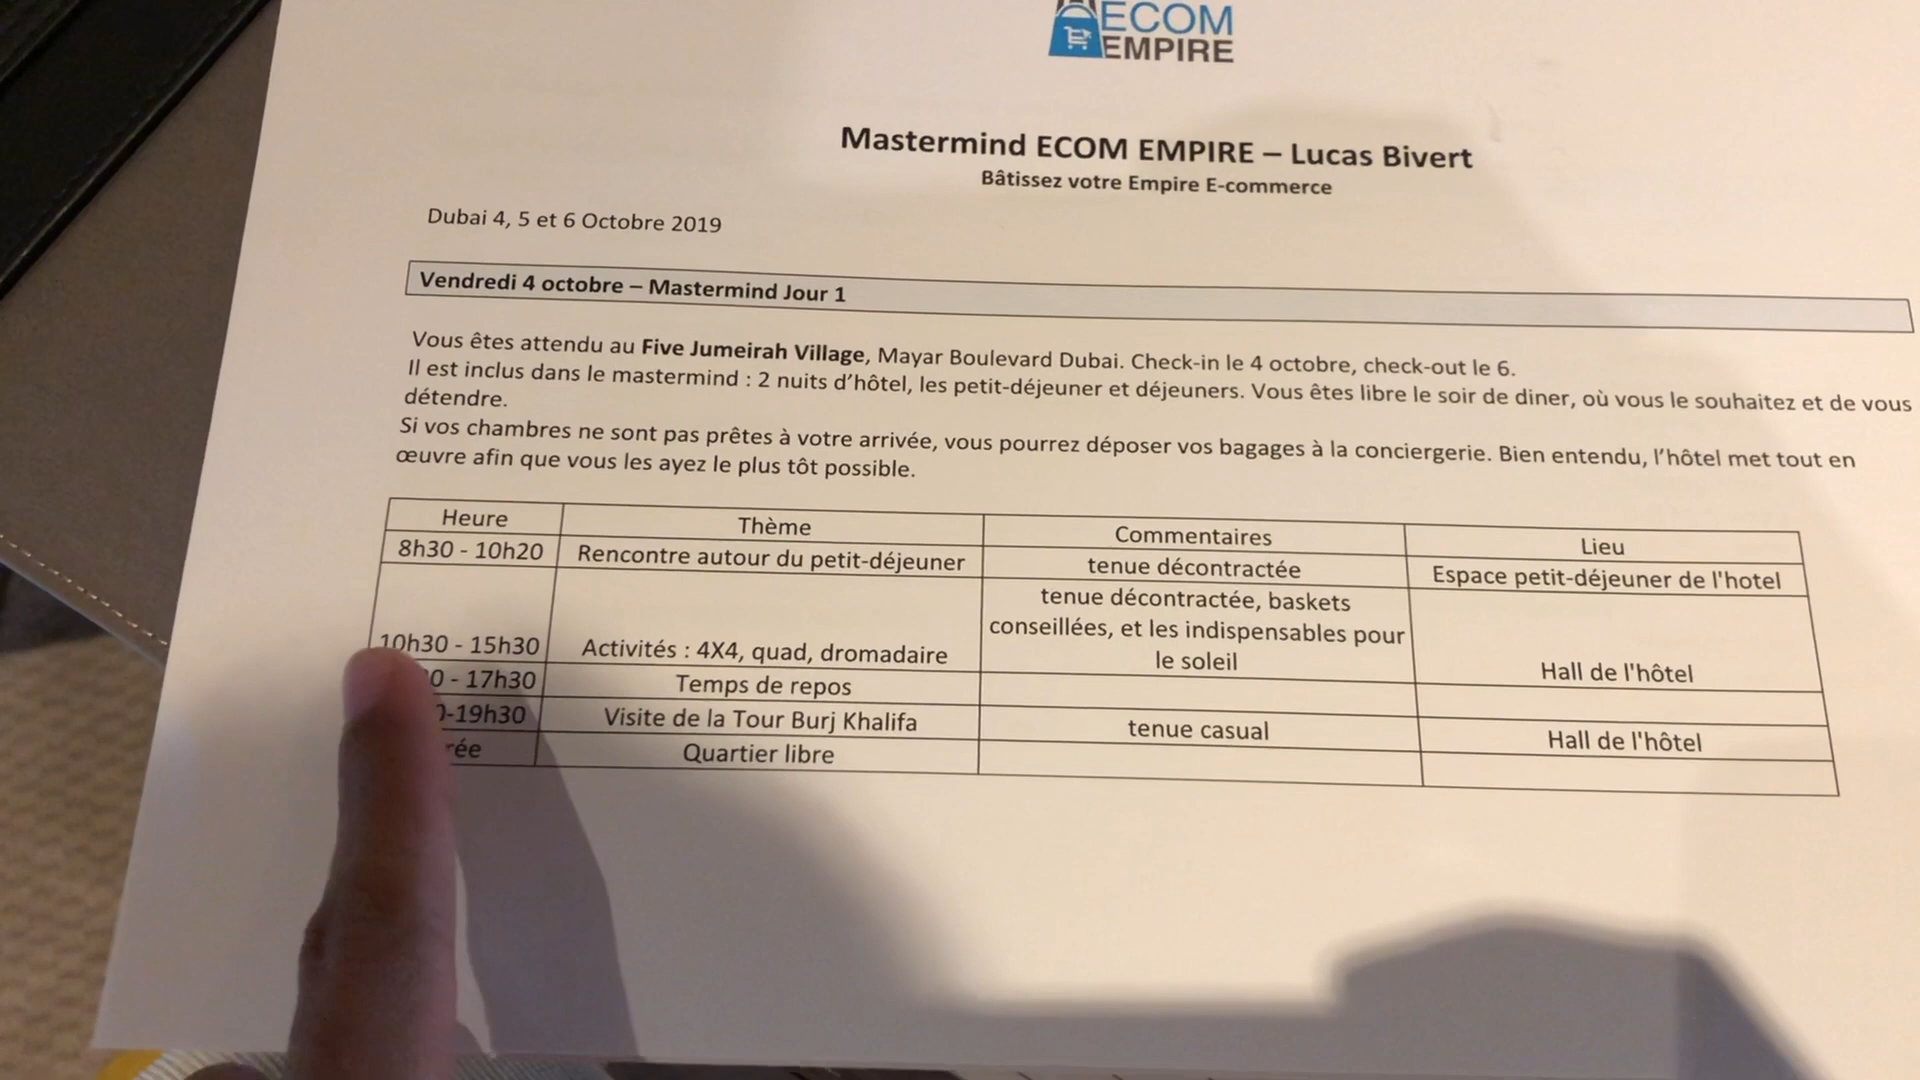 ECOM
EMPIRE
Mastermind ECOM EMPIRE – Lucas Bivert
Bâtissez votre Empire E-commerce
Dubai 4, 5 et 6 Octobre 2019
Vendredi 4 octobre – Mastermind Jour 1
Vous êtes attendu au Five Jumeirah Village, Mayar Boulevard Dubai. Check-in le 4 octobre, check-out le 6.
Il est inclus dans le mastermind : 2 nuits d'hôtel, les petit-déjeuner et déjeuners. Vous êtes libre le soir de diner, où vous le souhaitez et de vous
détendre.
Si vos chambres ne sont pas prêtes à votre arrivée, vous pourrez déposer vos bagages à la conciergerie. Bien entendu, l'hôtel met tout en
œuvre afin que vous les ayez le plus tôt possible.
Heure Thème Commentaires Lieu
8h30 - 10h20 Rencontre autour du petit-déjeuner tenue décontractée Espace petit-déjeuner de l'hotel
tenue décontractée, baskets
conseillées, et les indispensables pour
10h30 - 15h30 Activités : 4X4, quad, dromadaire le soleil Hall de l'hôtel
0 - 17h30 Temps de repos
-19h30 Visite de la Tour Burj Khalifa tenue casual Hall de l'hôtel
rée Quartier libre